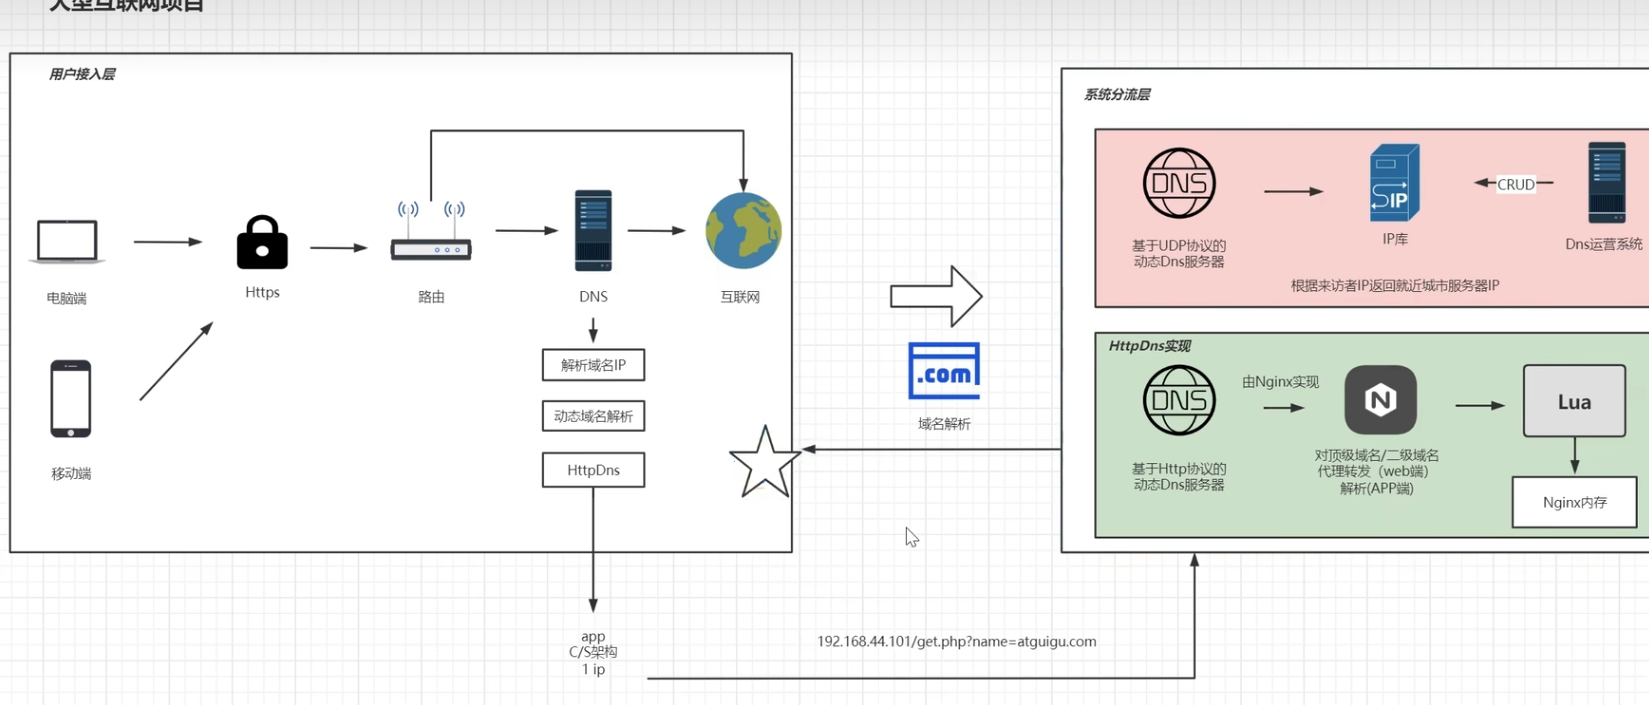 大型互联网项目
用户接入层
电脑端
Https
路由
DNS
互联网
移动端
解析域名IP
动态域名解析
HttpDns
app
C/S架构
1 ip
.com
域名解析
192.168.44.101/get.php?name=atguigu.com
系统分流层
DNS
基于UDP协议的
动态Dns服务器
IP
IP库
CRUD
Dns运营系统
根据来访者IP返回就近城市服务器IP
HttpDns实现
DNS
基于Http协议的
动态Dns服务器
由Nginx实现
N
对顶级域名/二级域名
代理转发（web端）
解析(APP端)
Lua
Nginx内存